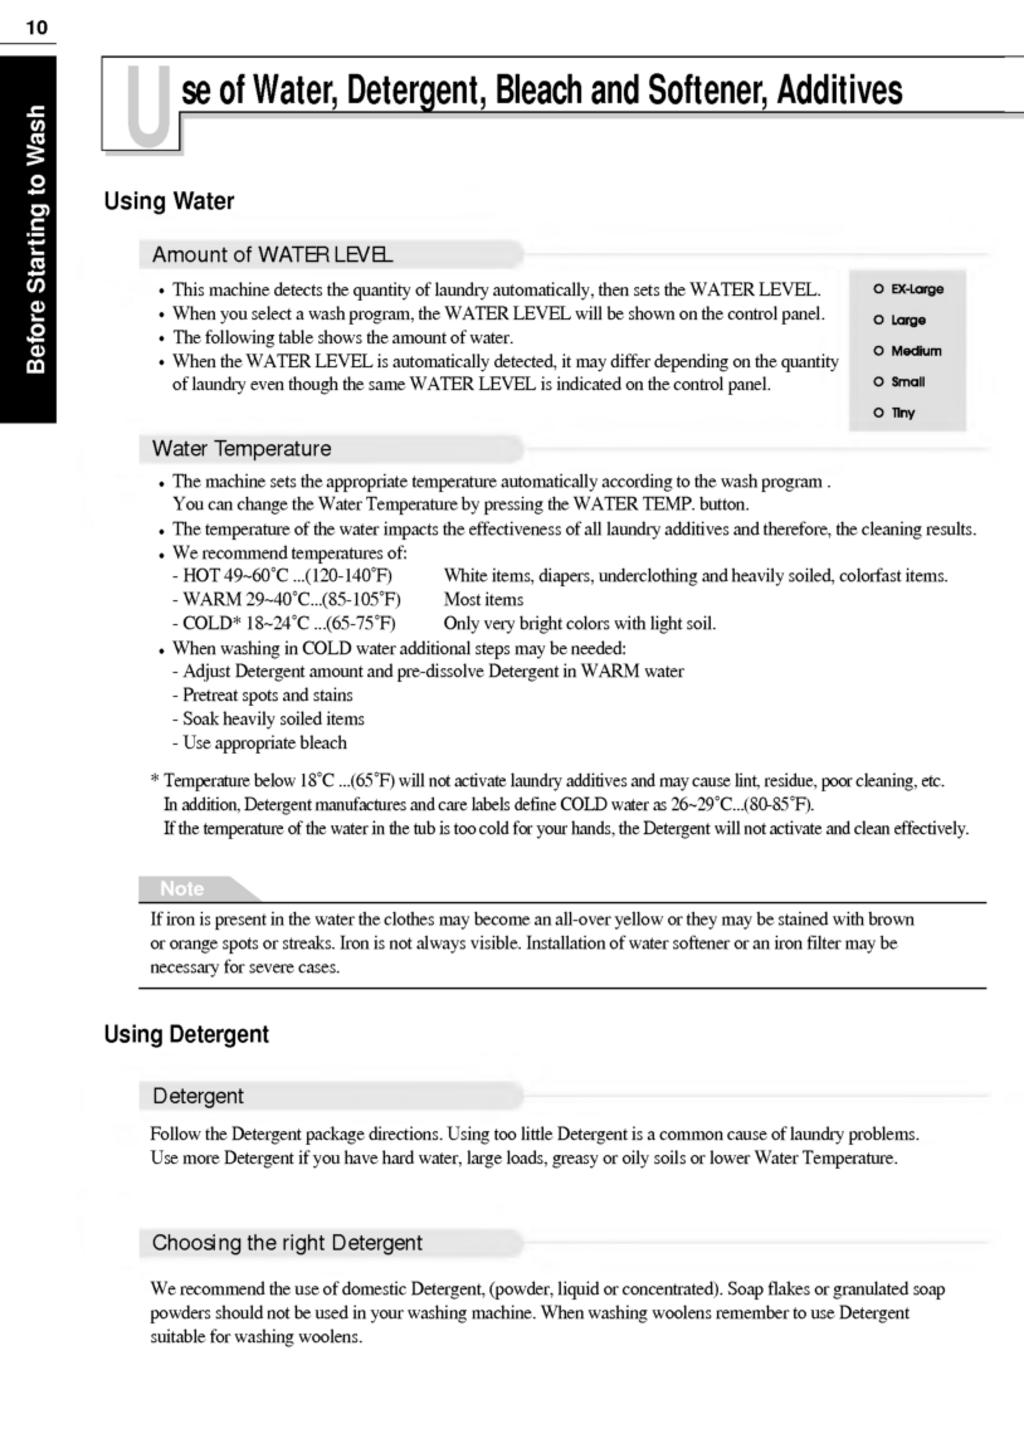 10
Before Starting to Wash
Use of Water, Detergent, Bleach and Softener, Additives
Using Water
Amount of WATER LEVEL
• This machine detects the quantity of laundry automatically, then sets the WATER LEVEL.
• When you select a wash program, the WATER LEVEL will be shown on the control panel.
• The following table shows the amount of water.
• When the WATER LEVEL is automatically detected, it may differ depending on the quantity
of laundry even though the same WATER LEVEL is indicated on the control panel.
EX-Large
Large
Medium
Small
Tiny
Water Temperature
• The machine sets the appropriate temperature automatically according to the wash program .
You can change the Water Temperature by pressing the WATER TEMP. button.
• The temperature of the water impacts the effectiveness of all laundry additives and therefore, the cleaning results.
• We recommend temperatures of:
- HOT 49~60˚C ...(120-140˚F) White items, diapers, underclothing and heavily soiled, colorfast items.
- WARM 29~40˚C...(85-105˚F) Most items
- COLD* 18~24˚C ...(65-75˚F) Only very bright colors with light soil.
• When washing in COLD water additional steps may be needed:
- Adjust Detergent amount and pre-dissolve Detergent in WARM water
- Pretreat spots and stains
- Soak heavily soiled items
- Use appropriate bleach
* Temperature below 18˚C ...(65˚F) will not activate laundry additives and may cause lint, residue, poor cleaning, etc.
In addition, Detergent manufactures and care labels define COLD water as 26~29˚C...(80-85˚F).
If the temperature of the water in the tub is too cold for your hands, the Detergent will not activate and clean effectively.
Note
If iron is present in the water the clothes may become an all-over yellow or they may be stained with brown
or orange spots or streaks. Iron is not always visible. Installation of water softener or an iron filter may be
necessary for severe cases.
Using Detergent
Detergent
Follow the Detergent package directions. Using too little Detergent is a common cause of laundry problems.
Use more Detergent if you have hard water, large loads, greasy or oily soils or lower Water Temperature.
Choosing the right Detergent
We recommend the use of domestic Detergent, (powder, liquid or concentrated). Soap flakes or granulated soap
powders should not be used in your washing machine. When washing woolens remember to use Detergent
suitable for washing woolens.